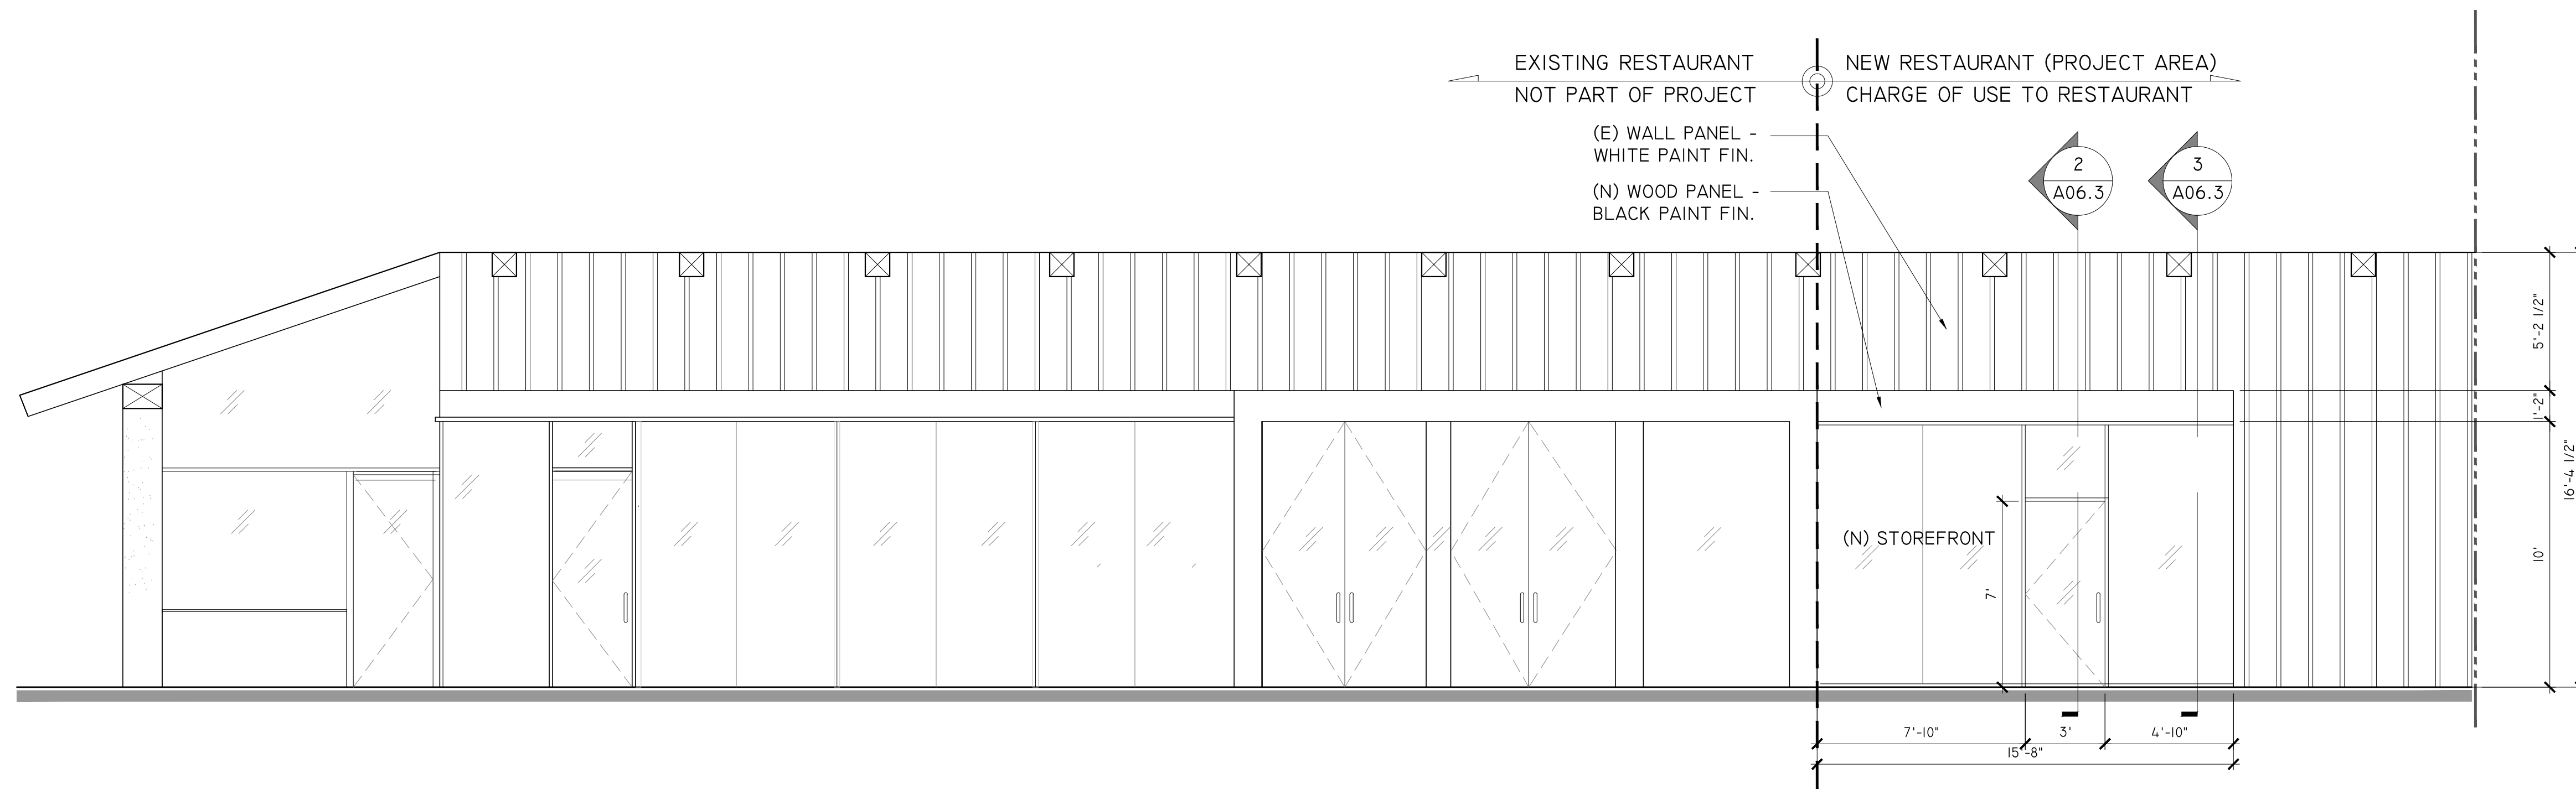 EXISTING RESTAURANT
NOT PART OF PROJECT
NEW RESTAURANT (PROJECT AREA)
CHARGE OF USE TO RESTAURANT
(E) WALL PANEL -
WHITE PAINT FIN.
(N) WOOD PANEL -
BLACK PAINT FIN.
2
A06.3
3
A06.3
5'-2 1/2"
1'-2"
16'-4 1/2"
10'
(N) STOREFRONT
7'
7'-10"
3'
4'-10"
15'-8"